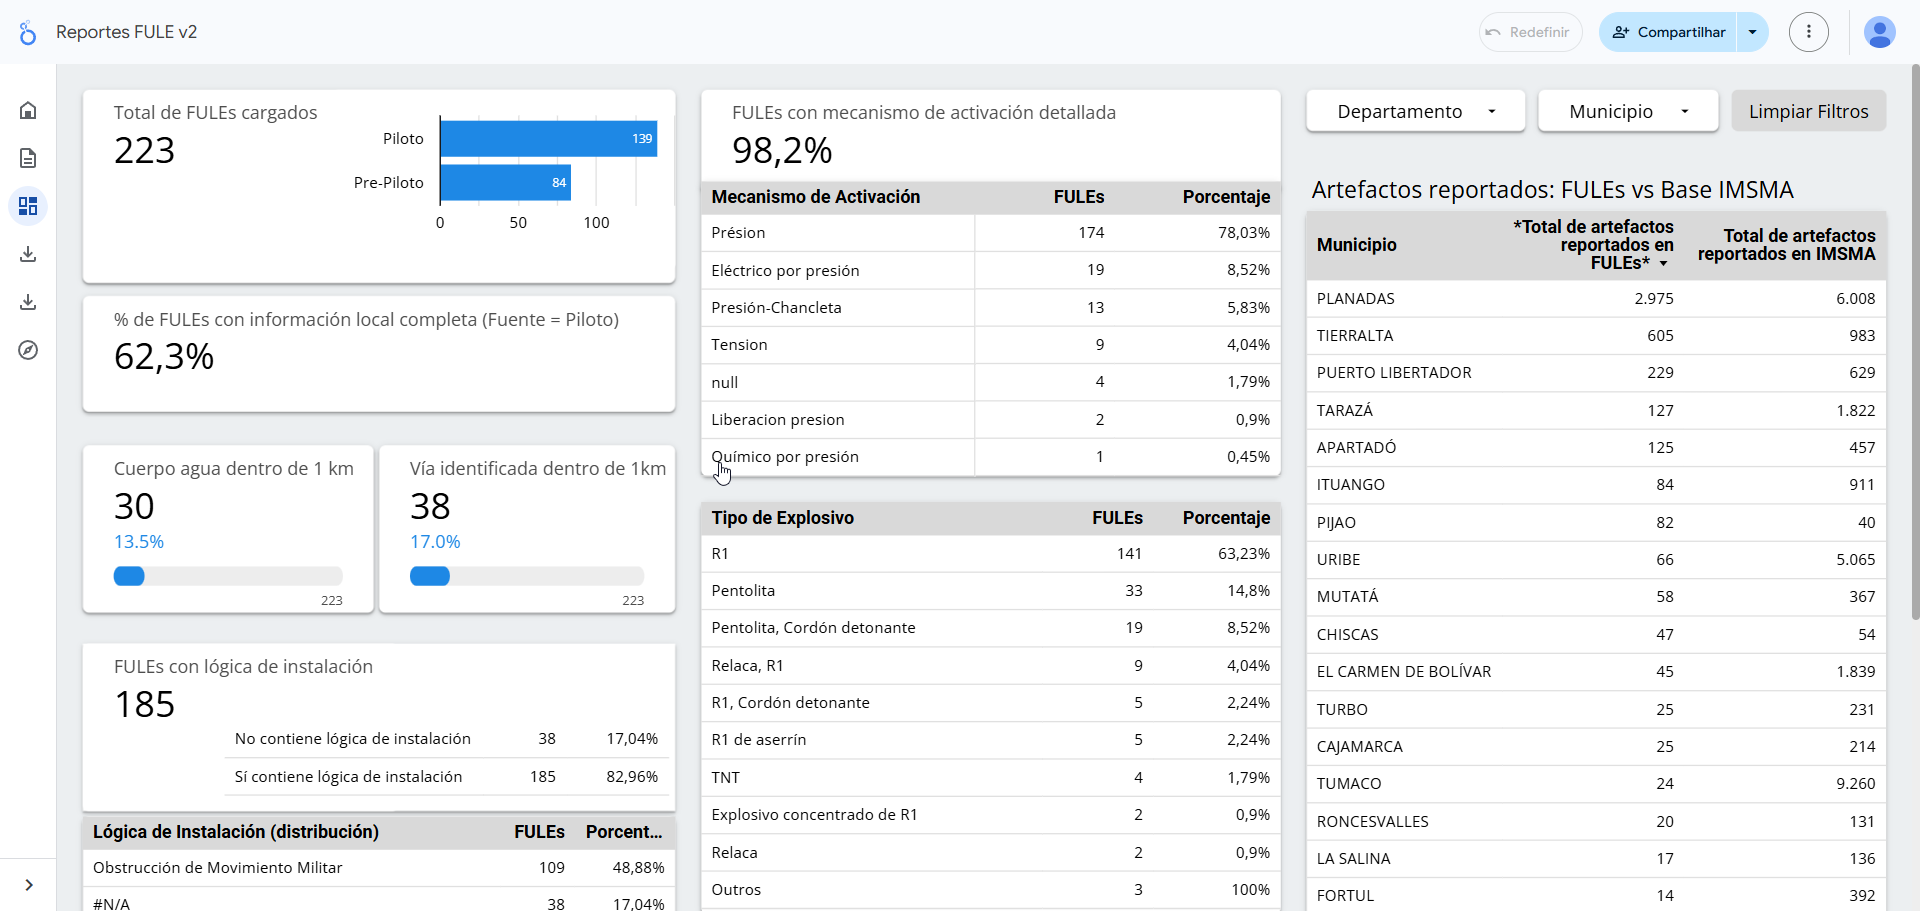 Reportes FULE v2
Redefinir
Compartilhar
Total de FULEs cargados
223
Piloto
139
Pre-Piloto
84
0 50 100
% de FULEs con información local completa (Fuente = Piloto)
62,3%
Cuerpo agua dentro de 1 km
30
13.5%
223
Vía identificada dentro de 1km
38
17.0%
223
FULEs con lógica de instalación
185
No contiene lógica de instalación 38 17,04%
Sí contiene lógica de instalación 185 82,96%
Lógica de Instalación (distribución) FULEs Porcent...
Obstrucción de Movimiento Militar 109 48,88%
#N/A 38 17,04%
FULEs con mecanismo de activación detallada
98,2%
Mecanismo de Activación FULEs Porcentaje
Présion 174 78,03%
Eléctrico por presión 19 8,52%
Presión-Chancleta 13 5,83%
Tension 9 4,04%
null 4 1,79%
Liberacion presion 2 0,9%
Químico por presión 1 0,45%
Tipo de Explosivo FULEs Porcentaje
R1 141 63,23%
Pentolita 33 14,8%
Pentolita, Cordón detonante 19 8,52%
Relaca, R1 9 4,04%
R1, Cordón detonante 5 2,24%
R1 de aserrín 5 2,24%
TNT 4 1,79%
Explosivo concentrado de R1 2 0,9%
Relaca 2 0,9%
Outros 3 100%
Departamento
Municipio
Limpiar Filtros
Artefactos reportados: FULEs vs Base IMSMA
Municipio
*Total de artefactos
reportados en
FULEs*
Total de artefactos
reportados en IMSMA
PLANADAS 2.975 6.008
TIERRALTA 605 983
PUERTO LIBERTADOR 229 629
TARAZÁ 127 1.822
APARTADÓ 125 457
ITUANGO 84 911
PIJAO 82 40
URIBE 66 5.065
MUTATÁ 58 367
CHISCAS 47 54
EL CARMEN DE BOLÍVAR 45 1.839
TURBO 25 231
CAJAMARCA 25 214
TUMACO 24 9.260
RONCESVALLES 20 131
LA SALINA 17 136
FORTUL 14 392